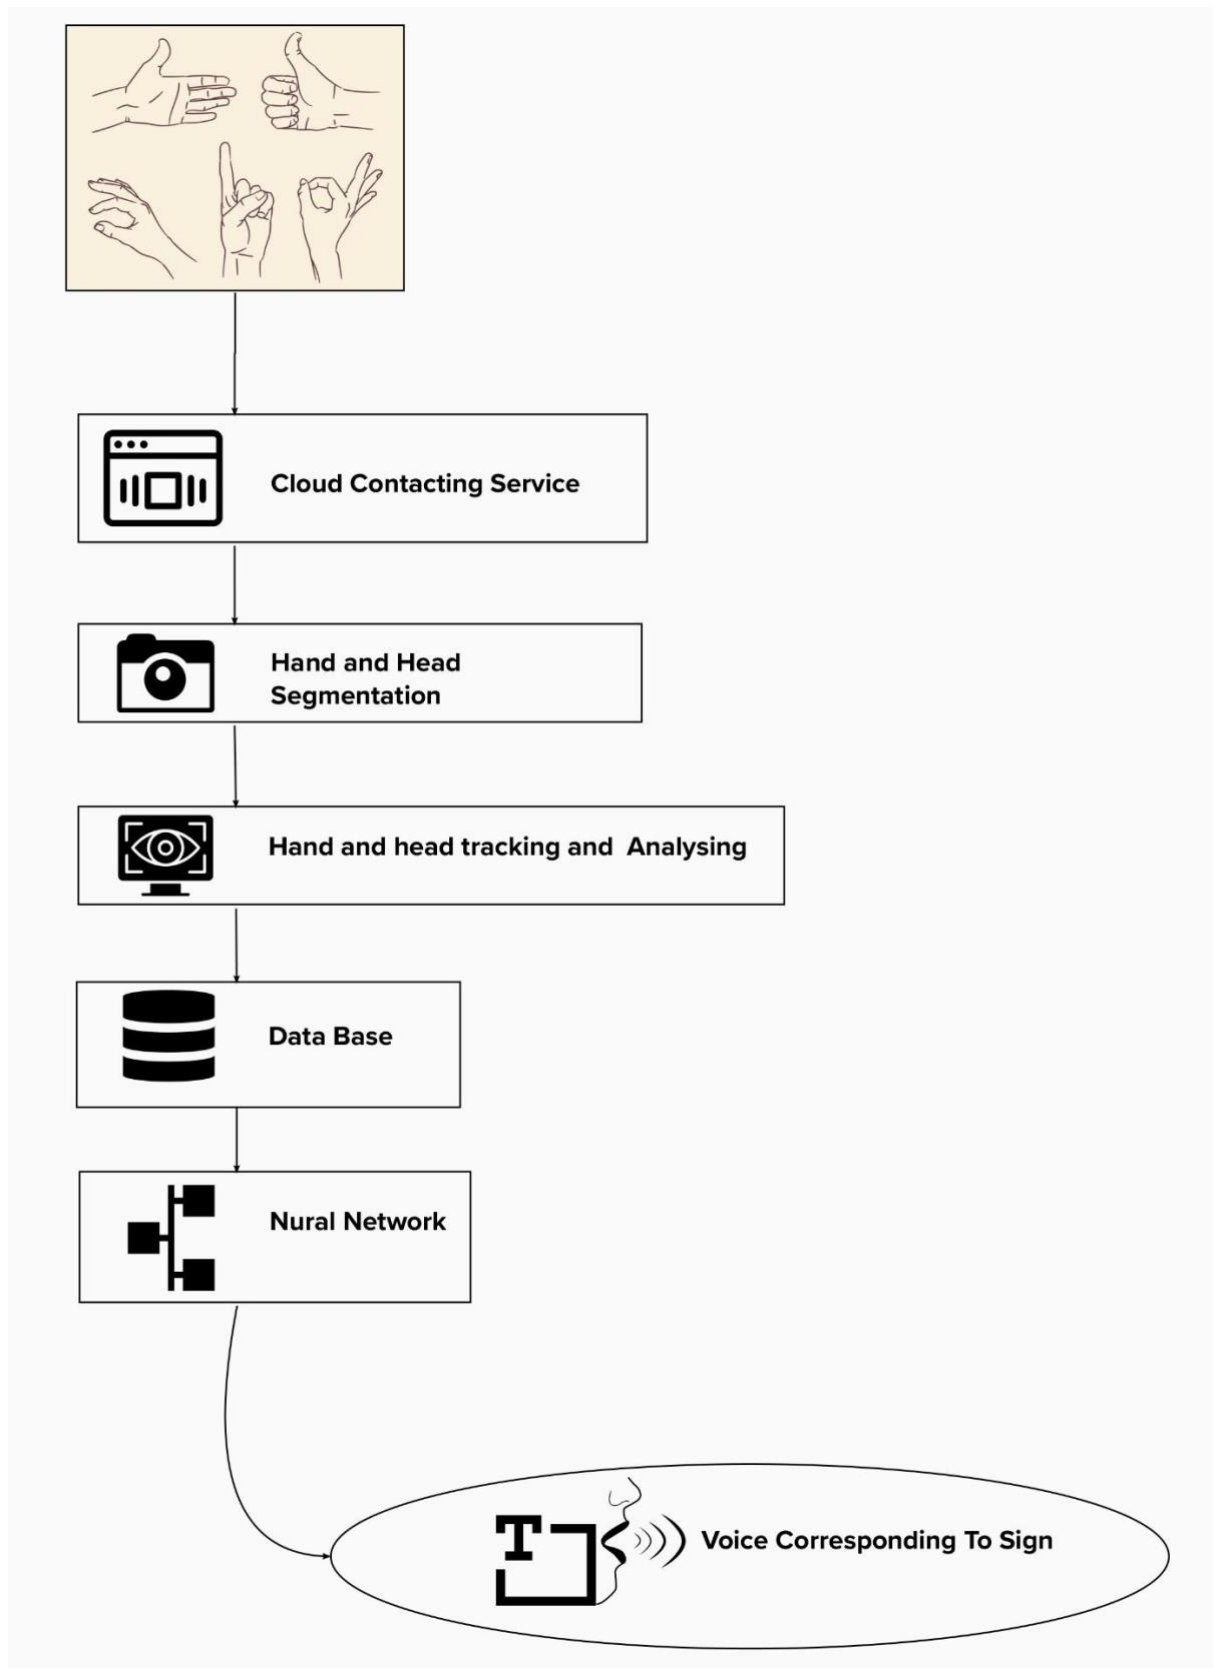 Cloud Contacting Service
Hand and Head
Segmentation
Hand and head tracking and  Analysing
Data Base
Nural Network
T
Voice Corresponding To Sign